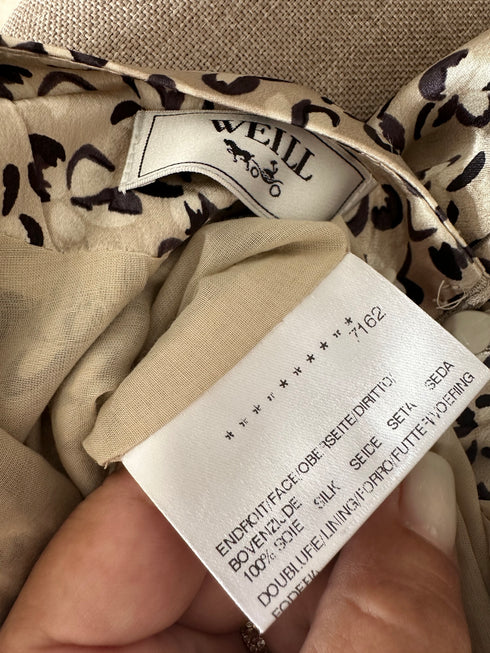 WEILL
* * * * * * * * *
7162
ENDROIT/FACE/OBERSEITE/DIRITTO/
BOVENZIJDE
100% SOIE SILK SEIDE SETA SEDA
DOUBLURE/LINING/FORRO/FUTTER/VOERING